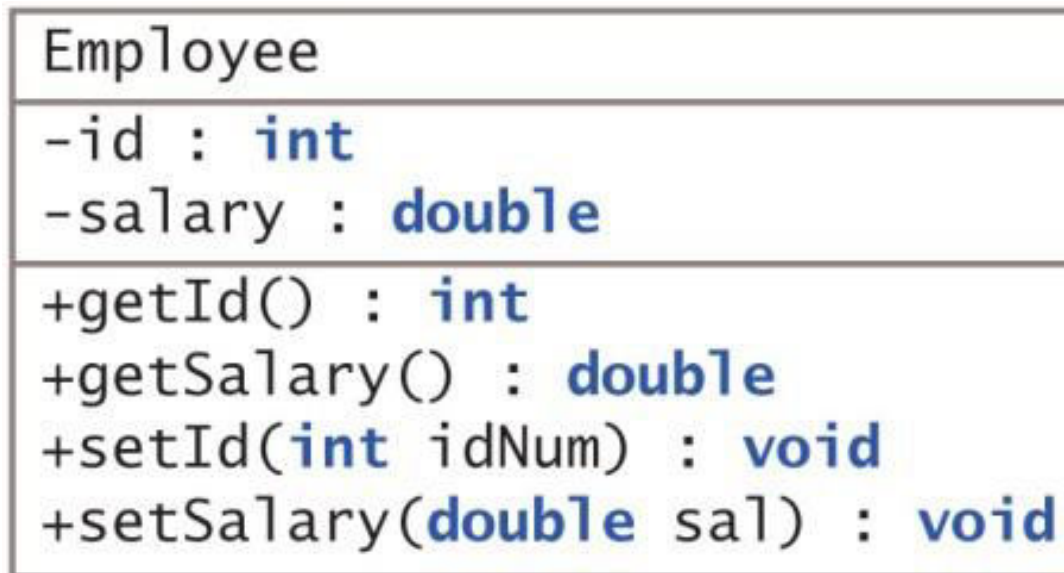 Employee
-id : int
-salary : double
+getId() : int
+getSalary() : double
+setId(int idNum) : void
+setSalary(double sal) : void